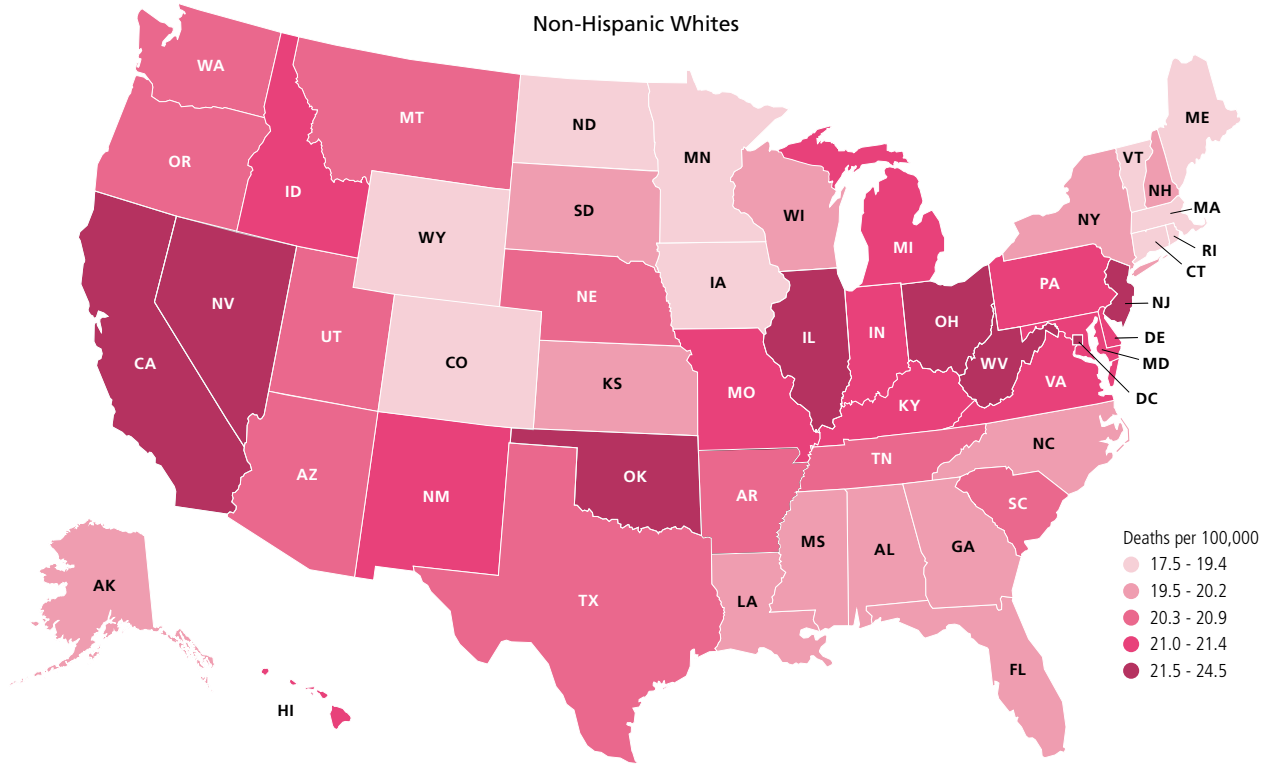 Non-Hispanic Whites
WA
MT
ND
MN
ME
VT
NH
OR
ID
SD
WI
NY
MA
WY
MI
RI
CT
NV
NE
IA
PA
NJ
UT
IL
IN
OH
DE
CA
CO
KS
MO
WV
MD
VA
DC
KY
AZ
NM
OK
AR
TN
NC
SC
MS
AL
GA
AK
TX
LA
FL
HI
Deaths per 100,000
17.5 - 19.4
19.5 - 20.2
20.3 - 20.9
21.0 - 21.4
21.5 - 24.5